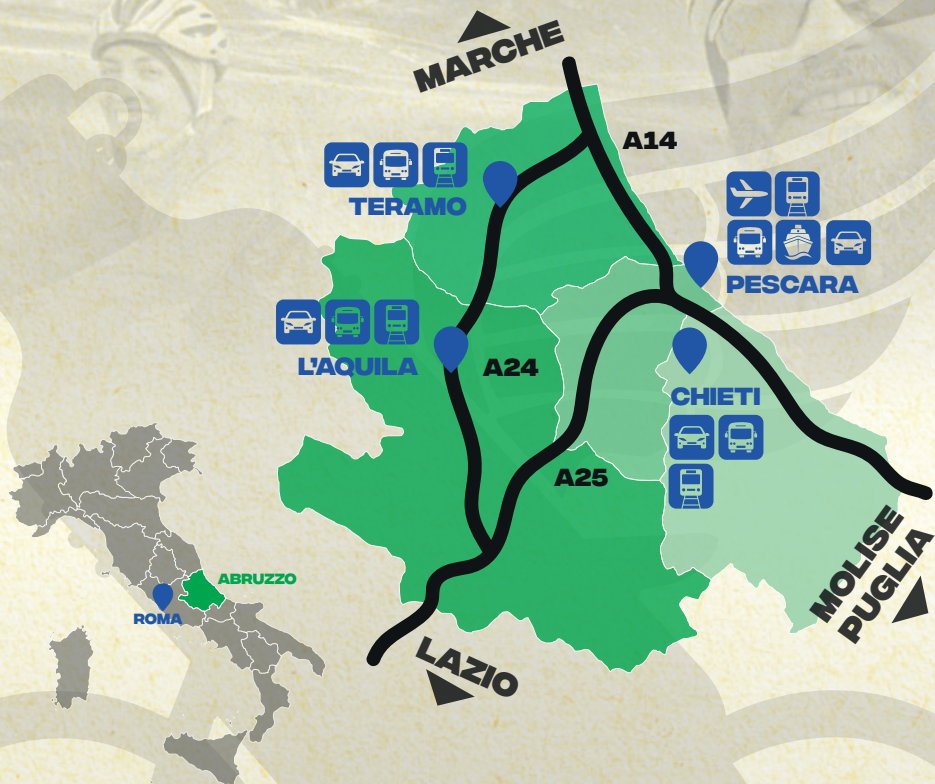 MARCHE
A14
TERAMO
PESCARA
L'AQUILA
A24
CHIETI
A25
ABRUZZO
ROMA
MOLISE
PUGLIA
LAZIO